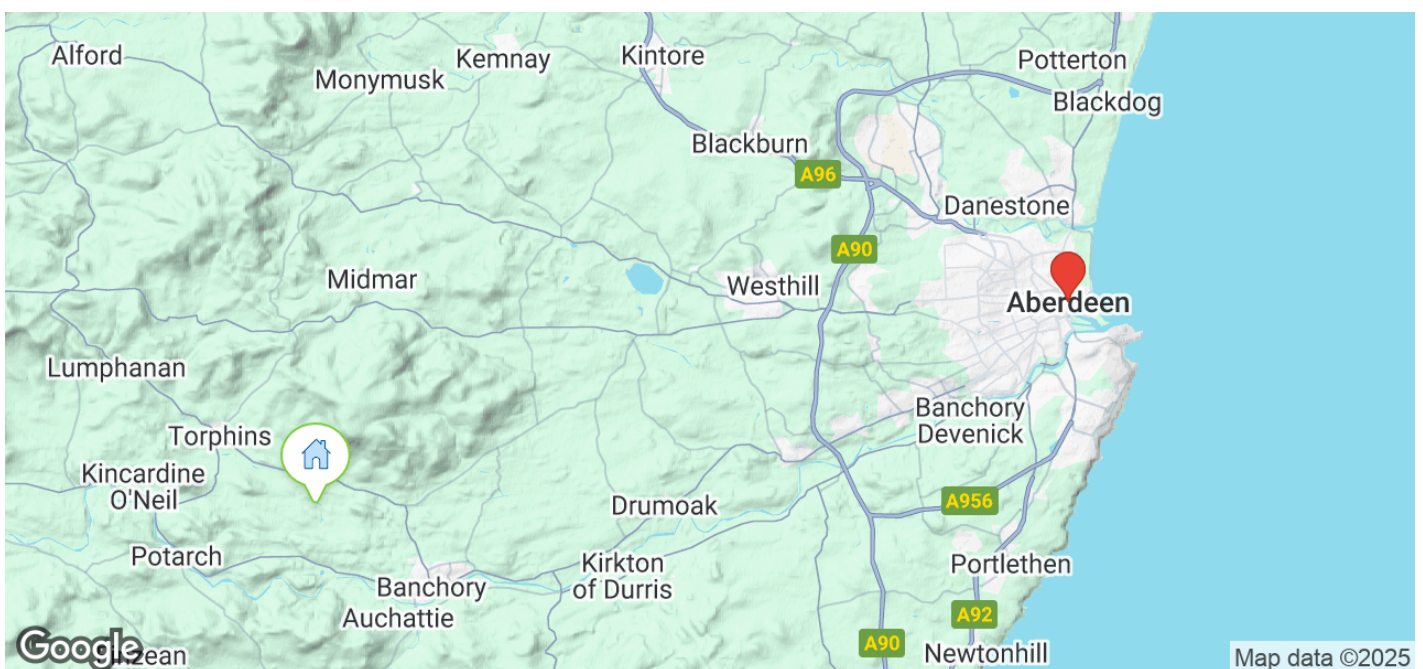 Alford
Kemnay
Kintore
Potterton
Monymusk
Blackdog
Blackburn
A96
Danestone
A90
Midmar
Westhill
Aberdeen
Lumphanan
Banchory
Devenick
Torphins
Kincardine
O'Neil
Drumoak
A956
Potarch
Kirkton
of Durris
Portlethen
Banchory
Auchattie
A92
A90
Newtonhill
Google
Map data ©2025